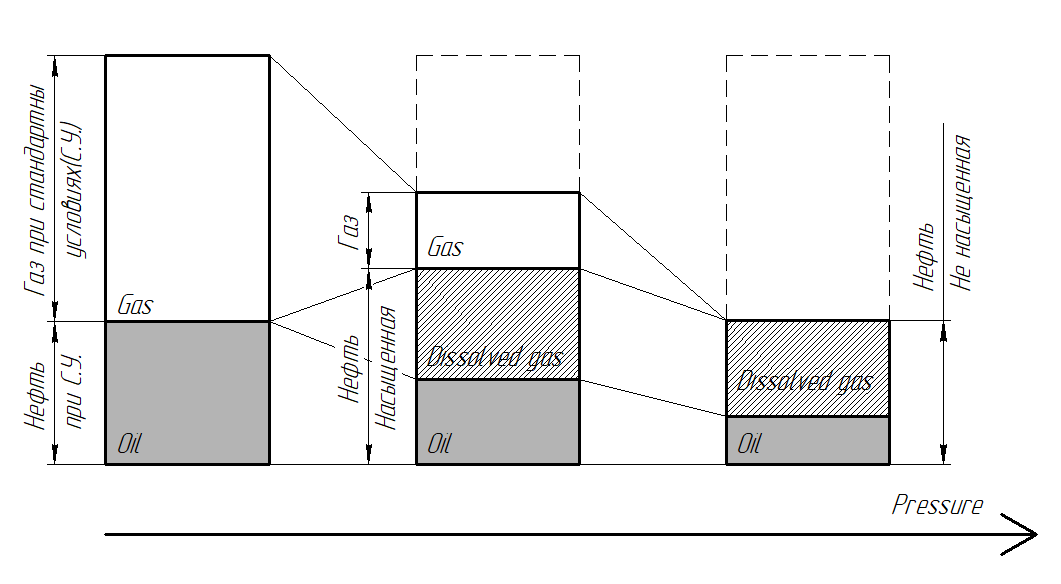 Газ при стандартны
условиях(С.У.)
Gas
Нефть
при С.У.
Oil
Газ
Gas
Нефть
Насыщенная
Dissolved gas
Oil
Нефть
Не насыщенная
Dissolved gas
Oil
Pressure